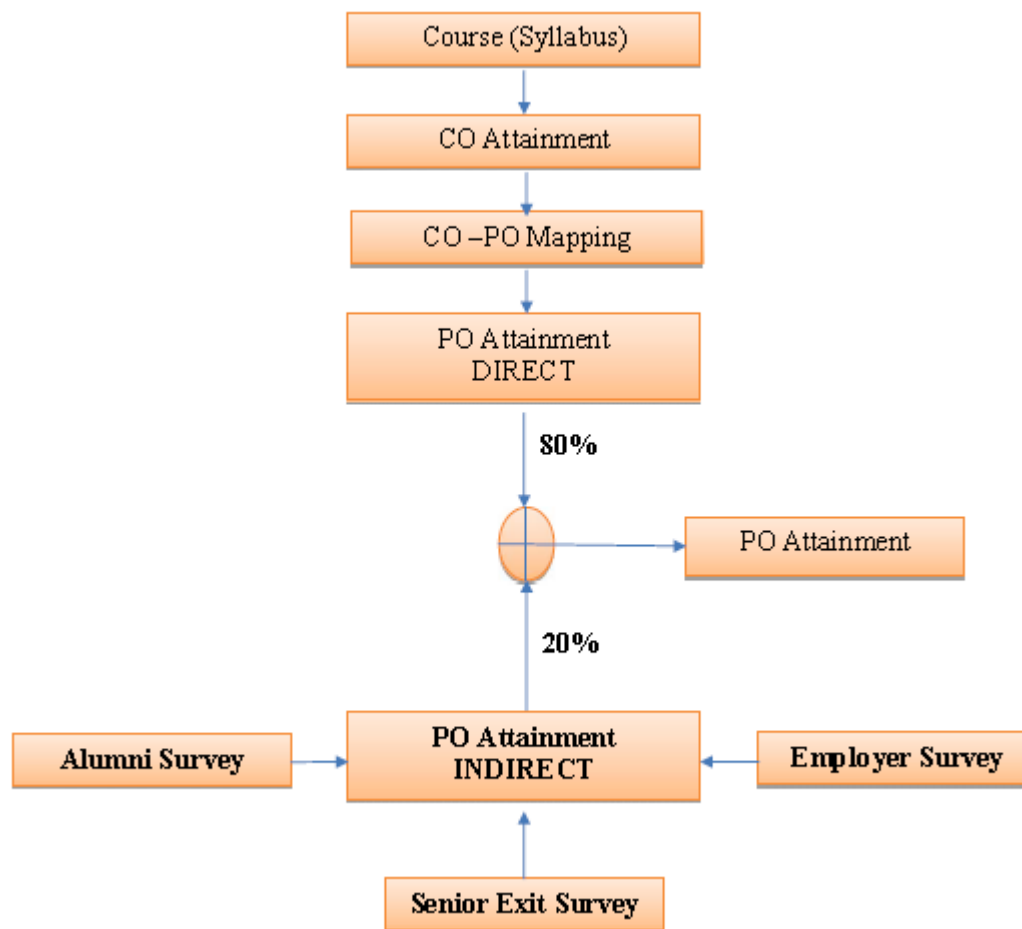 Course (Syllabus)
CO Attainment
CO –PO Mapping
PO Attainment
DIRECT
80%
PO Attainment
20%
PO Attainment
INDIRECT
Alumni Survey
Employer Survey
Senior Exit Survey